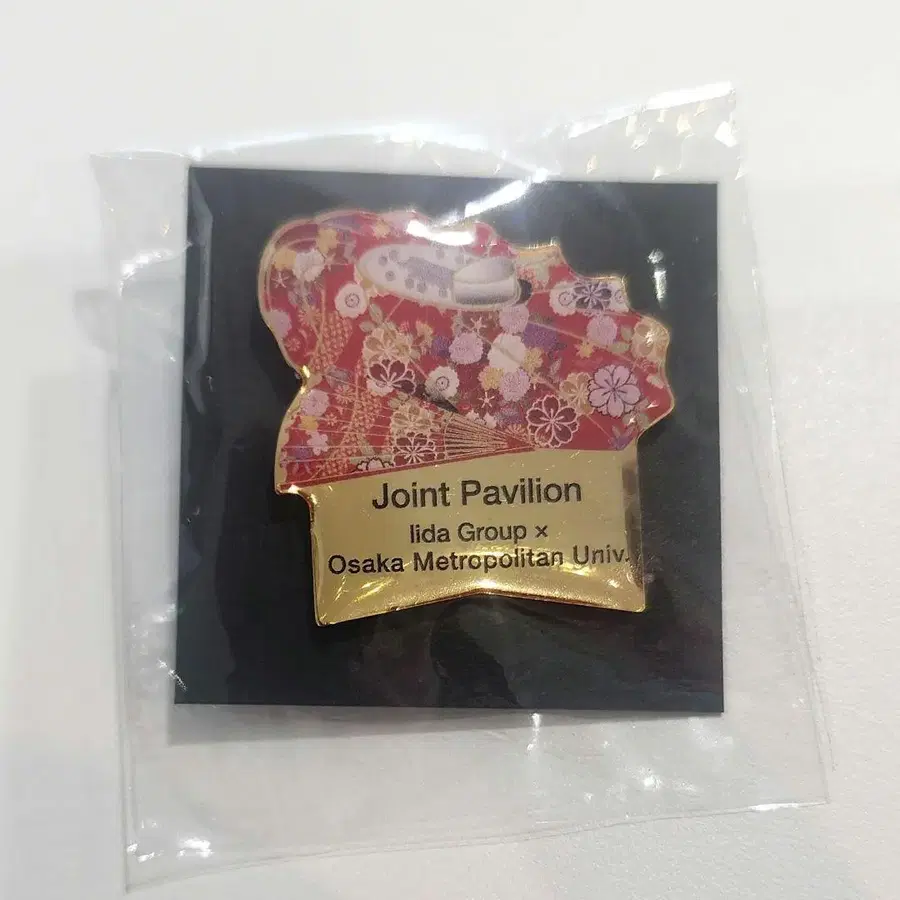 Joint Pavilion
Iida Group ×
Osaka Metropolitan Univ.